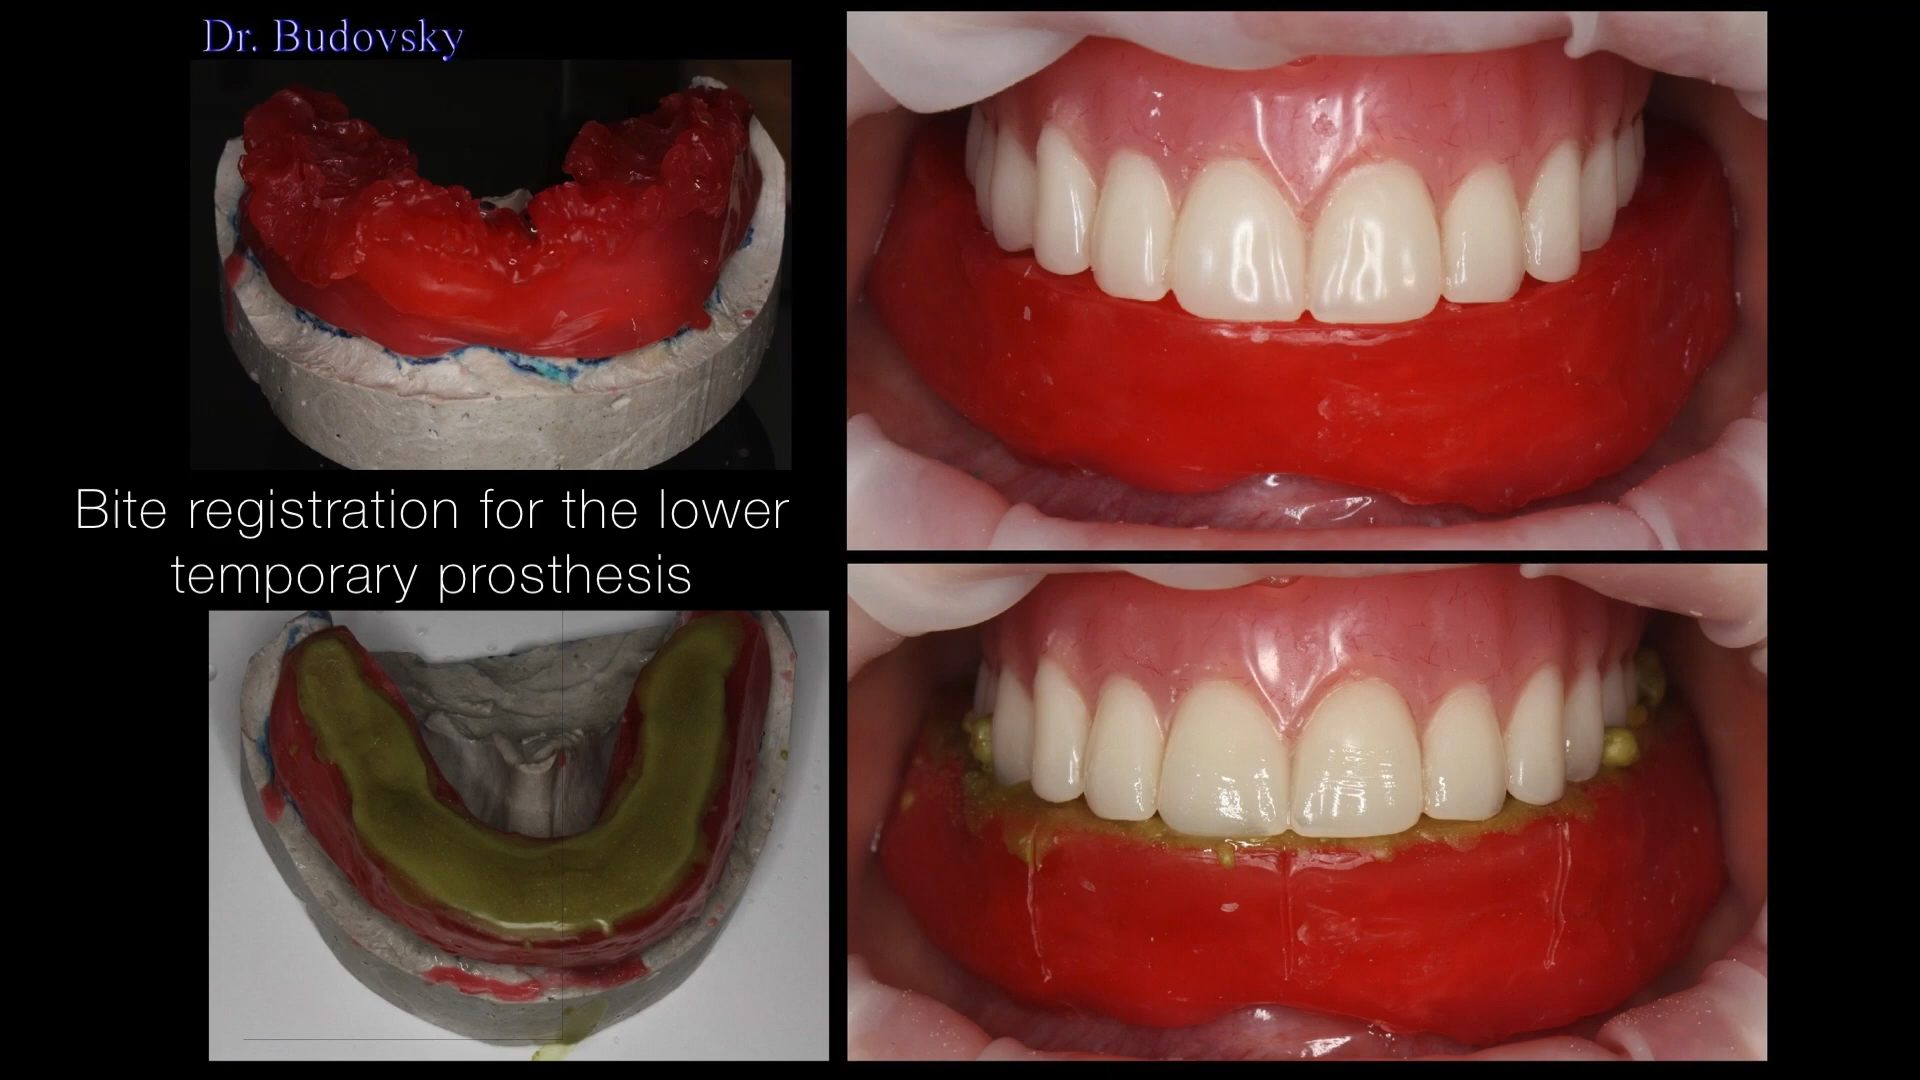 Dr. Budovsky
Bite registration for the lower
temporary prosthesis